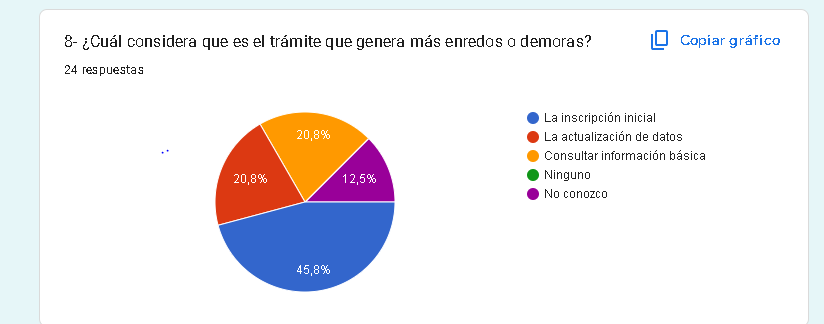 8- ¿Cuál considera que es el trámite que genera más enredos o demoras?
Copiar gráfico
24 respuestas
20,8%
20,8%
12,5%
45,8%
La inscripción inicial
La actualización de datos
Consultar información básica
Ninguno
No conozco